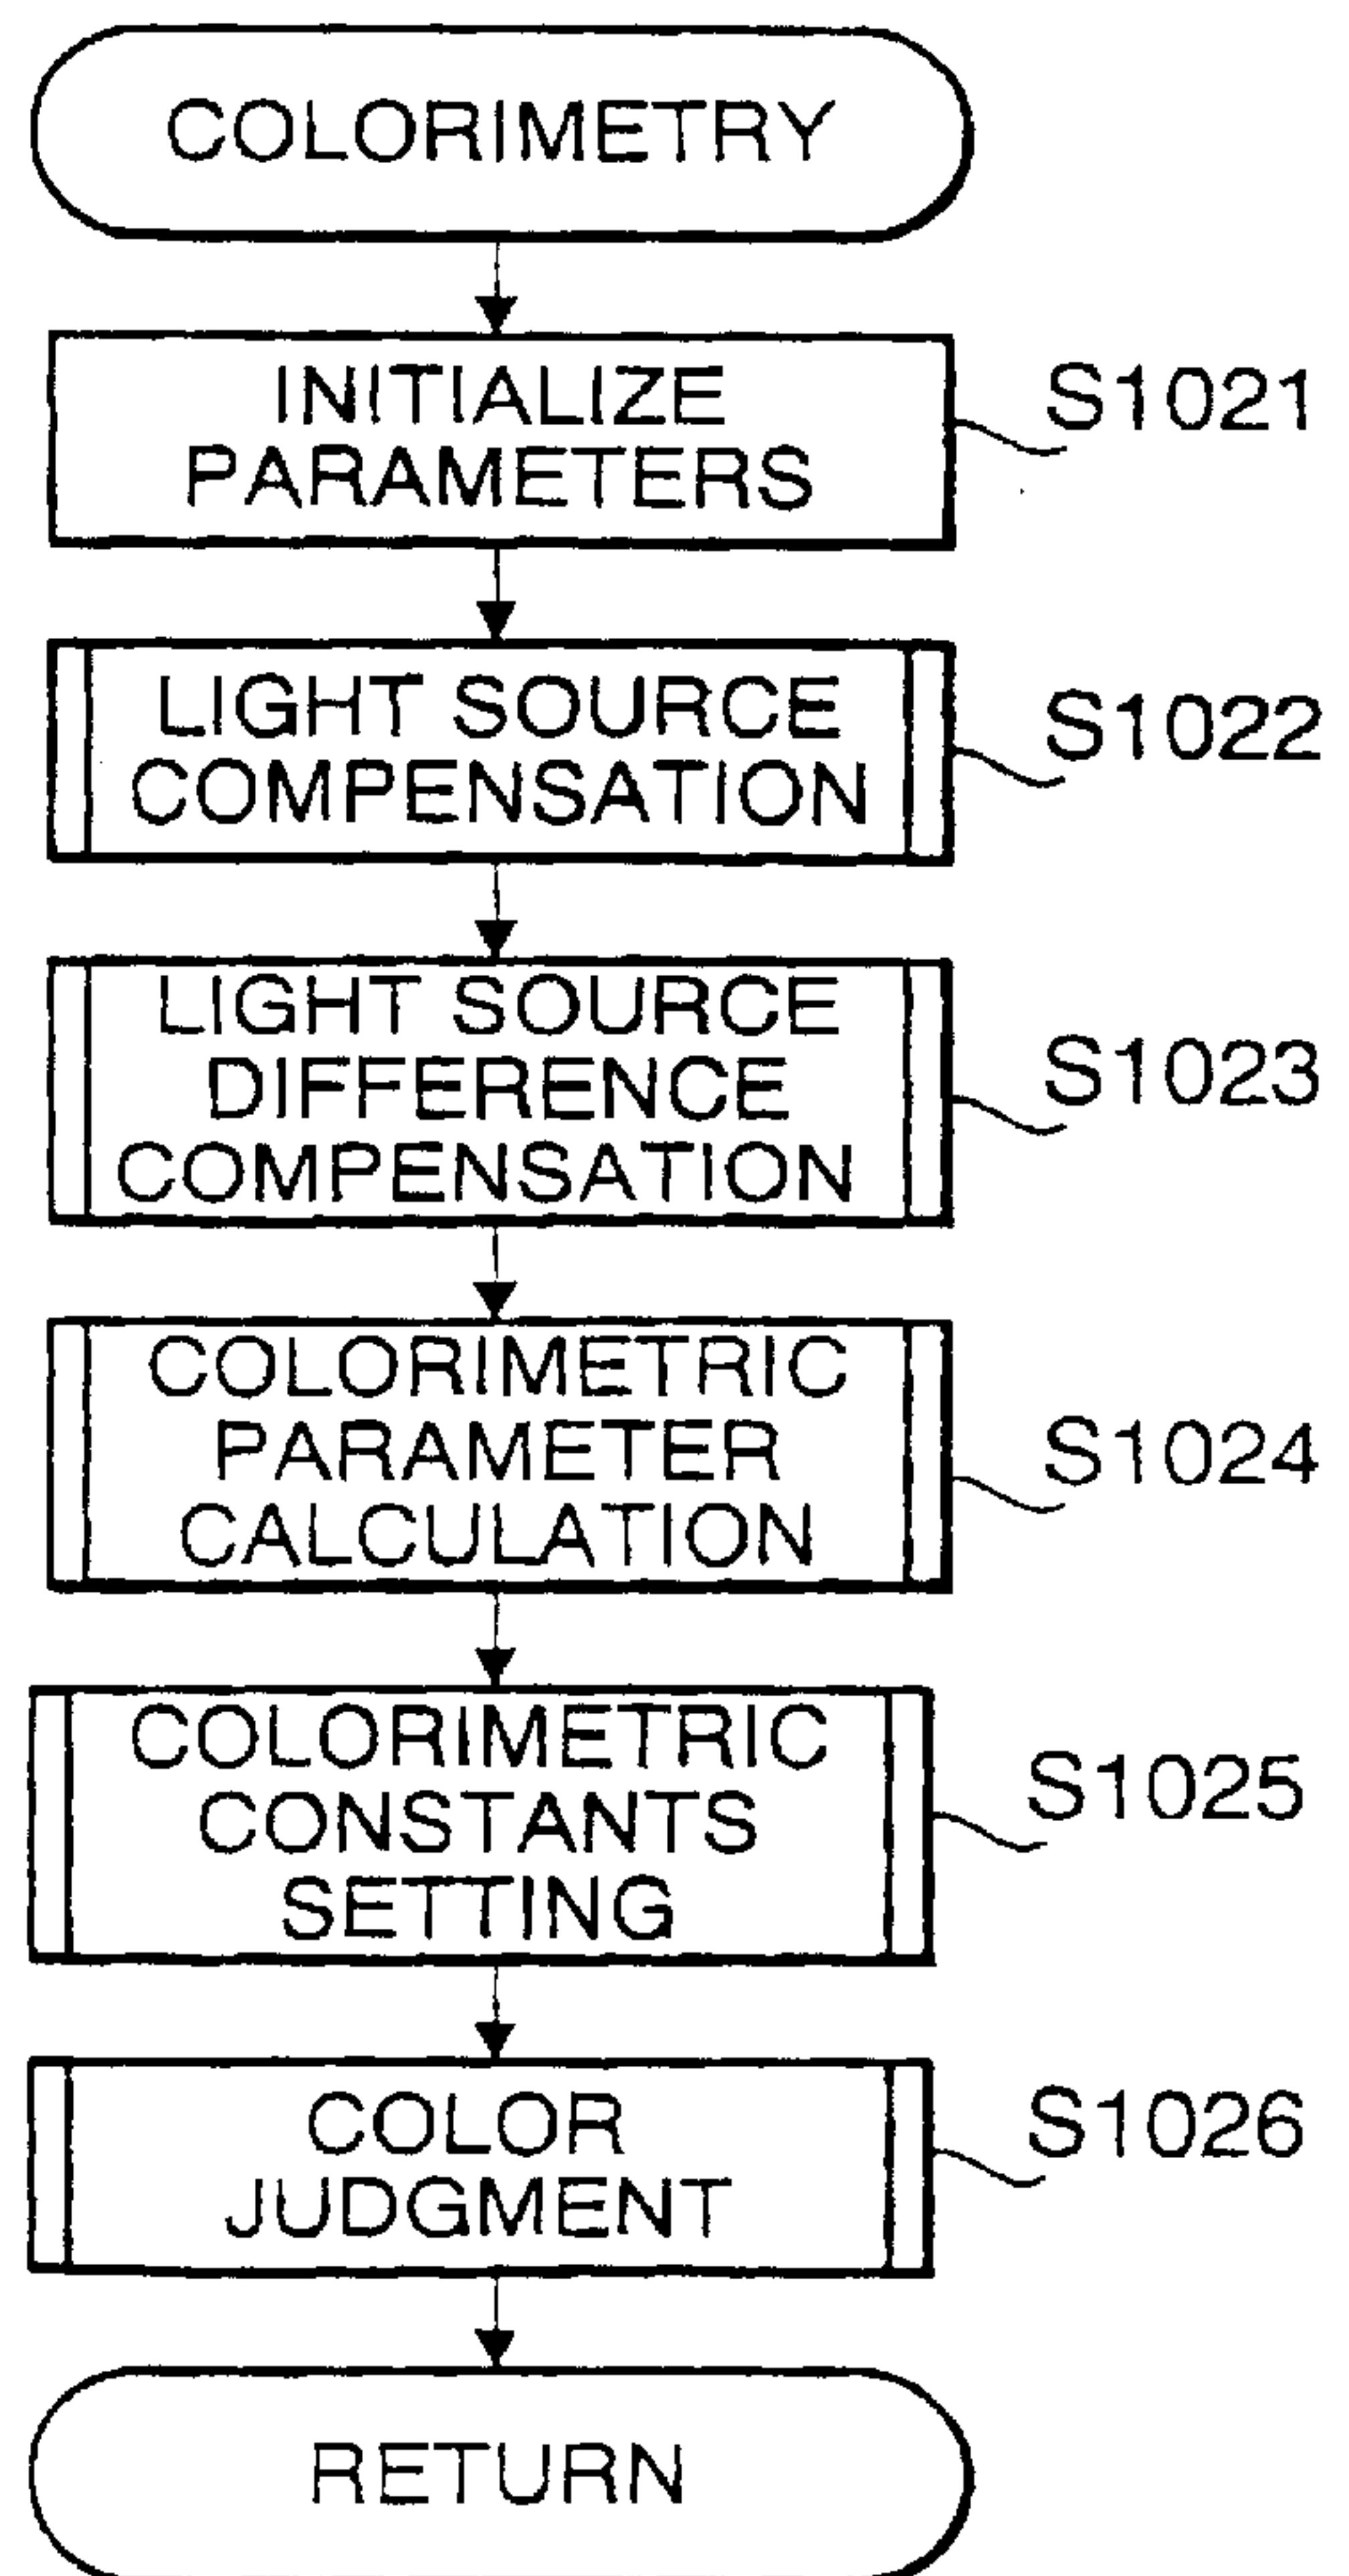 COLORIMETRY
INITIALIZE
PARAMETERS
S1021
LIGHT SOURCE
COMPENSATION
S1022
LIGHT SOURCE
DIFFERENCE
COMPENSATION
S1023
COLORIMETRIC
PARAMETER
CALCULATION
S1024
COLORIMETRIC
CONSTANTS
SETTING
S1025
COLOR
JUDGMENT
S1026
RETURN